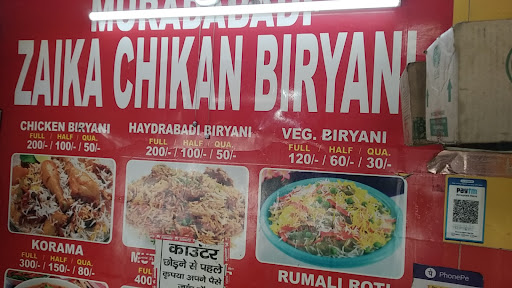 MURADABADI
ZAIKA CHIKAN BIRYANI
CHICKEN BIRYANI
FULL / HALF / QUA.
200/- / 100/- / 50/-
HAYDRABADI BIRYANI
FULL / HALF / QUA.
200/- / 100/- / 50/-
VEG. BIRYANI
FULL / HALF / QUA.
120/- / 60/- / 30/-
KORAMA
FULL / HALF / QUA.
300/- / 150/- / 80/-
काउंटर
छोड़ने से पहले
कृपया अपने पैसे
RUMALI ROTI
Paytm
PhonePe